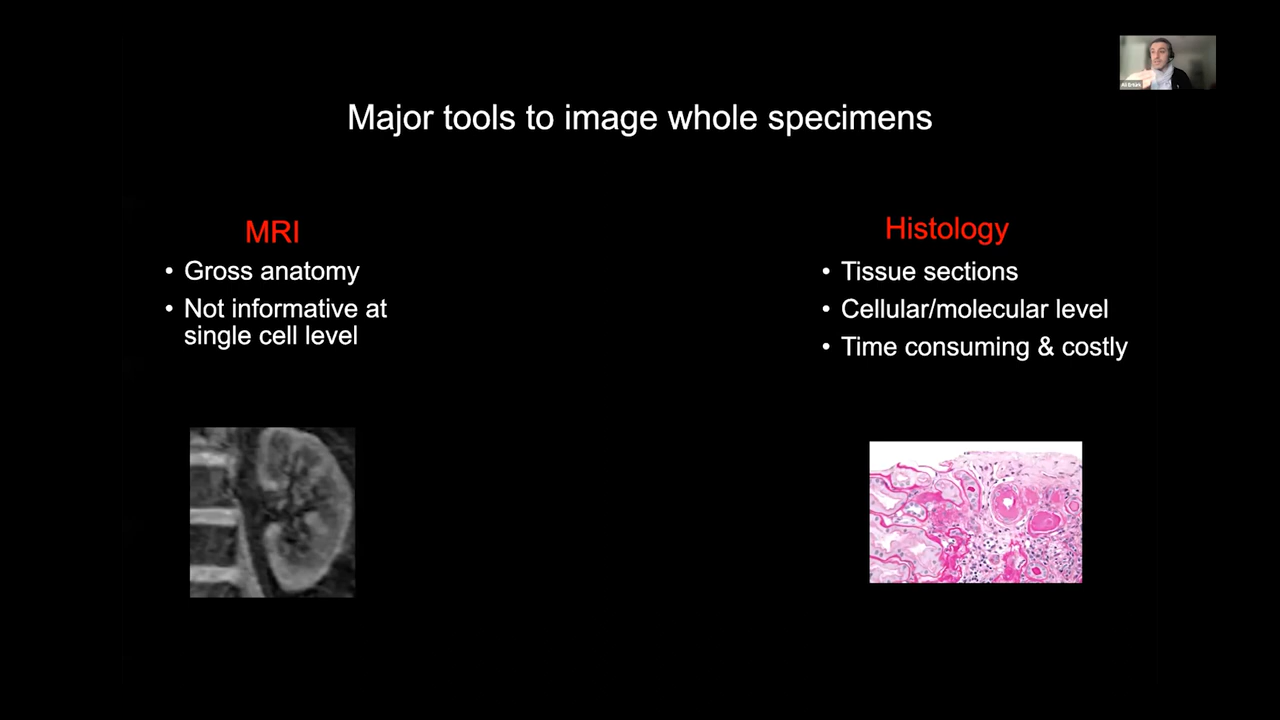 Major tools to image whole specimens
MRI
• Gross anatomy
• Not informative at
single cell level
Histology
• Tissue sections
• Cellular/molecular level
• Time consuming & costly